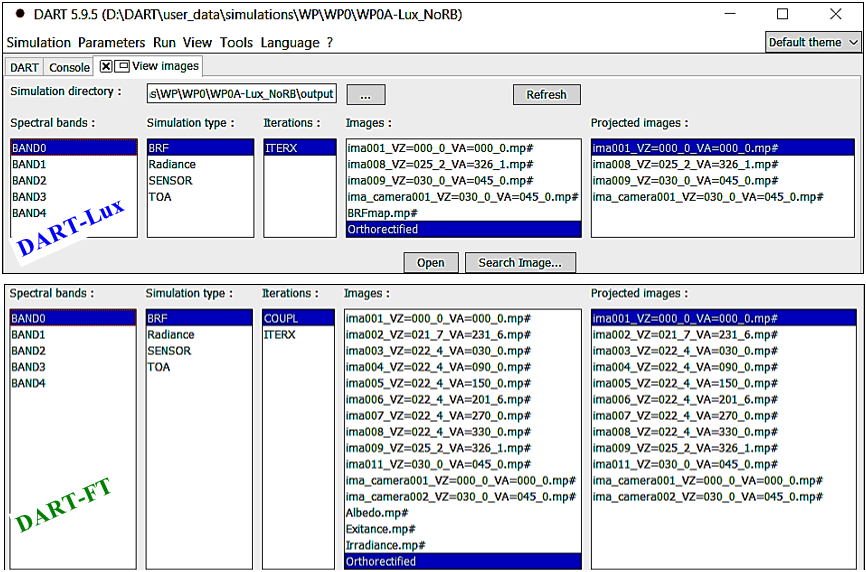 DART 5.9.5 (D:\DART\user_data\simulations\WP\WP0\WP0A-Lux_NoRB)
Simulation Parameters Run View Tools Language ?
Default theme
DART Console View images
Simulation directory : s\WP\WP0\WP0A-Lux_NoRB\output ... Refresh
Spectral bands : Simulation type : Iterations : Images : Projected images :
BAND0 BRF ITERX ima001_VZ=000_0_VA=000_0.mp# ima001_VZ=000_0_VA=000_0.mp#
BAND1 Radiance ima008_VZ=025_2_VA=326_1.mp# ima008_VZ=025_2_VA=326_1.mp#
BAND2 SENSOR ima009_VZ=030_0_VA=045_0.mp# ima009_VZ=030_0_VA=045_0.mp#
BAND3 TOA ima_camera001_VZ=030_0_VA=045_0.mp# ima_camera001_VZ=030_0_VA=045_0.mp#
BAND4 BRFmap.mp#
Orthorectified
DART-Lux
Open Search Image...
Spectral bands : Simulation type : Iterations : Images : Projected images :
BAND0 BRF COUPL ima001_VZ=000_0_VA=000_0.mp# ima001_VZ=000_0_VA=000_0.mp#
BAND1 Radiance ITERX ima002_VZ=021_7_VA=231_6.mp# ima002_VZ=021_7_VA=231_6.mp#
BAND2 SENSOR ima003_VZ=022_4_VA=030_0.mp# ima003_VZ=022_4_VA=030_0.mp#
BAND3 TOA ima004_VZ=022_4_VA=090_0.mp# ima004_VZ=022_4_VA=090_0.mp#
BAND4 ima005_VZ=022_4_VA=150_0.mp# ima005_VZ=022_4_VA=150_0.mp#
ima006_VZ=022_4_VA=201_6.mp# ima006_VZ=022_4_VA=201_6.mp#
ima007_VZ=022_4_VA=270_0.mp# ima007_VZ=022_4_VA=270_0.mp#
ima008_VZ=022_4_VA=330_0.mp# ima008_VZ=022_4_VA=330_0.mp#
ima009_VZ=025_2_VA=326_1.mp# ima009_VZ=025_2_VA=326_1.mp#
ima011_VZ=030_0_VA=045_0.mp# ima011_VZ=030_0_VA=045_0.mp#
ima_camera001_VZ=000_0_VA=000_0.mp# ima_camera001_VZ=000_0_VA=000_0.mp#
ima_camera002_VZ=030_0_VA=045_0.mp# ima_camera002_VZ=030_0_VA=045_0.mp#
DART-FT
Albedo.mp#
Exitance.mp#
Irradiance.mp#
Orthorectified